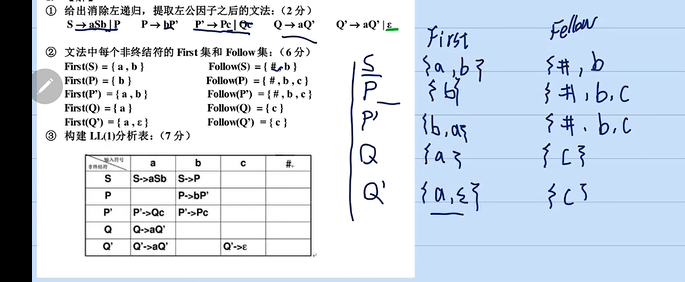 ① 给出消除左递归，提取左公因子之后的文法：（2 分）
S → aSb | P    P → bP'    P' → Pc | Qc    Q → aQ'    Q' → aQ' | ε
② 文法中每个非终结符的 First 集和 Follow 集：（6 分）
First(S) = { a , b }    Follow(S) = { #, b }
First(P) = { b }    Follow(P) = { # , b , c }
First(P') = { a , b }    Follow(P') = { # , b , c }
First(Q) = { a }    Follow(Q) = { c }
First(Q') = { a , ε }    Follow(Q') = { c }
③ 构建 LL(1)分析表：（7 分）
输入符号
非终结符    a    b    c    #
S    S->aSb    S->P
P    P->bP'
P'    P'->Qc    P'->Pc
Q    Q->aQ'
Q'    Q'->aQ'    Q'->ε
First    Fellow
S    {a,b}    {#,b
P    {b}    {#,b,c
P'    {b,a}    {#.b,c
Q    {a}    {c}
Q'    {a,ε}    {c}